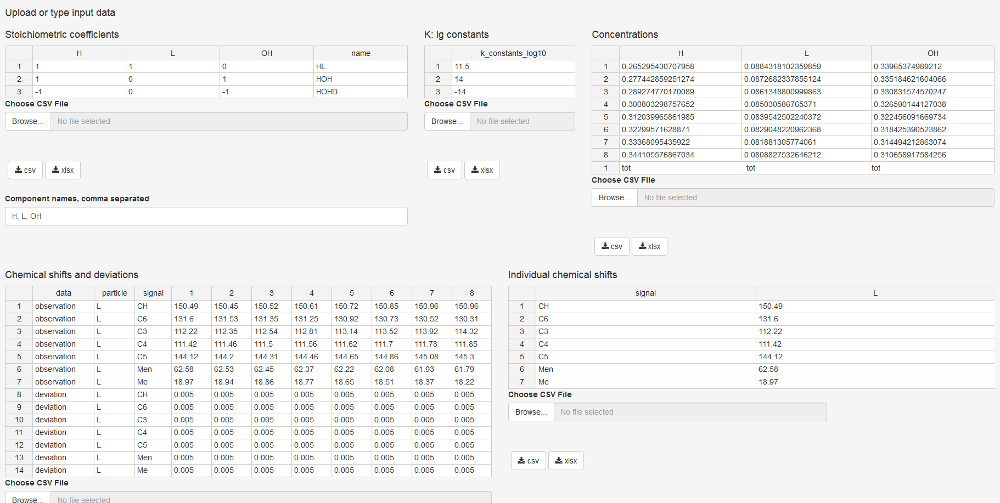 Upload or type input data
Stoichiometric coefficients
H L OH name
1 1 1 0 HL
2 1 0 1 HOH
3 -1 0 -1 HOHD
Choose CSV File
Browse... No file selected
csv xlsx
Component names, comma separated
H, L, OH
K: lg constants
k_constants_log10
1 11.5
2 14
3 -14
Choose CSV File
Browse... No file selected
csv xlsx
Concentrations
H L OH
1 0.265295430707958 0.0884318102359859 0.33965374989212
2 0.277442859251274 0.0872682337855124 0.335184621604066
3 0.289274770170089 0.0861348800999863 0.330831574570247
4 0.300803298757652 0.085030586765371 0.326590144127038
5 0.312039965861985 0.0839542502240372 0.322456091669734
6 0.32299571628871 0.0829048220962368 0.318425390523862
7 0.33368095435922 0.081881305774061 0.314494212863074
8 0.344105576867034 0.0808827532646212 0.310658917584256
1 tot tot tot
Choose CSV File
Browse... No file selected
csv xlsx
Chemical shifts and deviations
data particle signal 1 2 3 4 5 6 7 8
1 observation L CH 150.49 150.45 150.52 150.61 150.72 150.85 150.96 150.96
2 observation L C6 131.6 131.53 131.35 131.25 130.92 130.73 130.52 130.31
3 observation L C3 112.22 112.35 112.54 112.81 113.14 113.52 113.92 114.32
4 observation L C4 111.42 111.46 111.5 111.56 111.62 111.7 111.78 111.85
5 observation L C5 144.12 144.2 144.31 144.46 144.65 144.86 145.08 145.3
6 observation L Men 62.58 62.53 62.45 62.37 62.22 62.08 61.93 61.79
7 observation L Me 18.97 18.94 18.86 18.77 18.65 18.51 18.37 18.22
8 deviation L CH 0.005 0.005 0.005 0.005 0.005 0.005 0.005 0.005
9 deviation L C6 0.005 0.005 0.005 0.005 0.005 0.005 0.005 0.005
10 deviation L C3 0.005 0.005 0.005 0.005 0.005 0.005 0.005 0.005
11 deviation L C4 0.005 0.005 0.005 0.005 0.005 0.005 0.005 0.005
12 deviation L C5 0.005 0.005 0.005 0.005 0.005 0.005 0.005 0.005
13 deviation L Men 0.005 0.005 0.005 0.005 0.005 0.005 0.005 0.005
14 deviation L Me 0.005 0.005 0.005 0.005 0.005 0.005 0.005 0.005
Choose CSV File
Browse... No file selected
Individual chemical shifts
signal L
1 CH 150.49
2 C6 131.6
3 C3 112.22
4 C4 111.42
5 C5 144.12
6 Men 62.58
7 Me 18.97
Choose CSV File
Browse... No file selected
csv xlsx